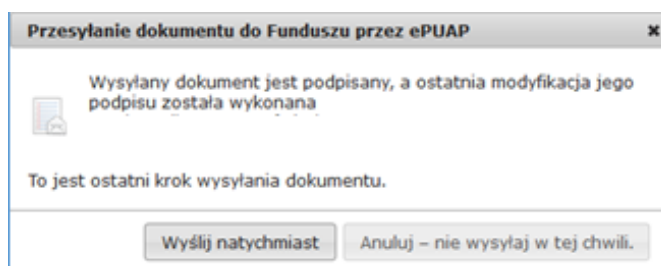 Przesyłanie dokumentu do Funduszu przez ePUAP
Wysyłany dokument jest podpisany, a ostatnia modyfikacja jego
podpisu została wykonana
To jest ostatni krok wysyłania dokumentu.
Wyślij natychmiast
Anuluj – nie wysyłaj w tej chwili.